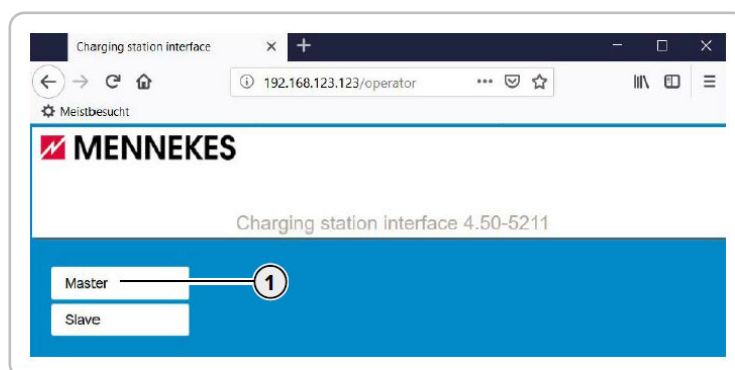 Charging station interface
192.168.123.123/operator
Meistbesucht
MENNEKES
Charging station interface 4.50-5211
Master
1
Slave